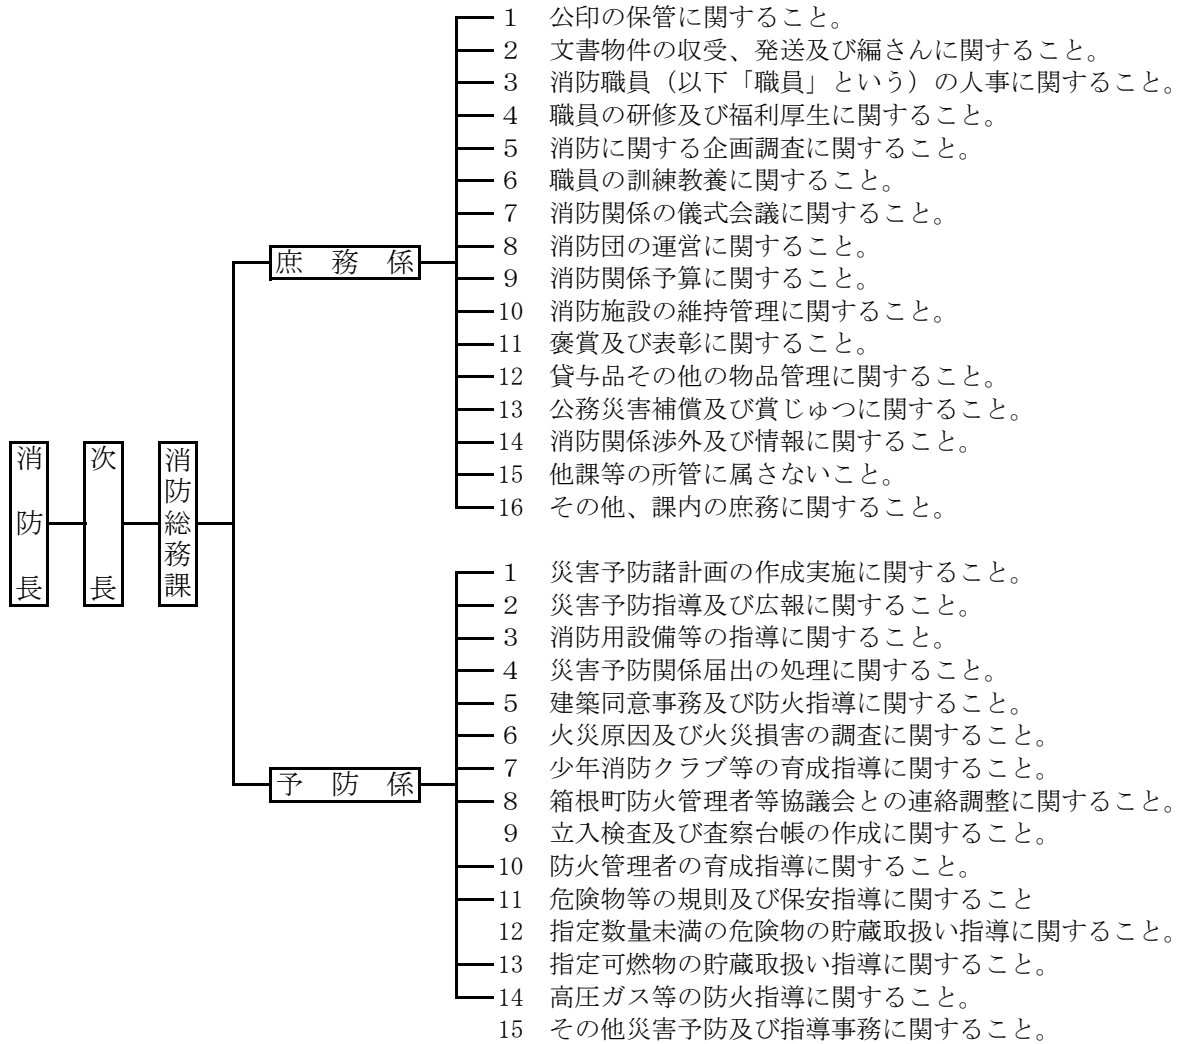 消防長
次長
消防総務課
庶務係
1 公印の保管に関すること。
2 文書物件の収受、発送及び編さんに関すること。
3 消防職員（以下「職員」という）の人事に関すること。
4 職員の研修及び福利厚生に関すること。
5 消防に関する企画調査に関すること。
6 職員の訓練教養に関すること。
7 消防関係の儀式会議に関すること。
8 消防団の運営に関すること。
9 消防関係予算に関すること。
10 消防施設の維持管理に関すること。
11 褒賞及び表彰に関すること。
12 貸与品その他の物品管理に関すること。
13 公務災害補償及び賞じゅつに関すること。
14 消防関係渉外及び情報に関すること。
15 他課等の所管に属さないこと。
16 その他、課内の庶務に関すること。
予防係
1 災害予防諸計画の作成実施に関すること。
2 災害予防指導及び広報に関すること。
3 消防用設備等の指導に関すること。
4 災害予防関係届出の処理に関すること。
5 建築同意事務及び防火指導に関すること。
6 火災原因及び火災損害の調査に関すること。
7 少年消防クラブ等の育成指導に関すること。
8 箱根町防火管理者等協議会との連絡調整に関すること。
9 立入検査及び査察台帳の作成に関すること。
10 防火管理者の育成指導に関すること。
11 危険物等の規則及び保安指導に関すること
12 指定数量未満の危険物の貯蔵取扱い指導に関すること。
13 指定可燃物の貯蔵取扱い指導に関すること。
14 高圧ガス等の防火指導に関すること。
15 その他災害予防及び指導事務に関すること。